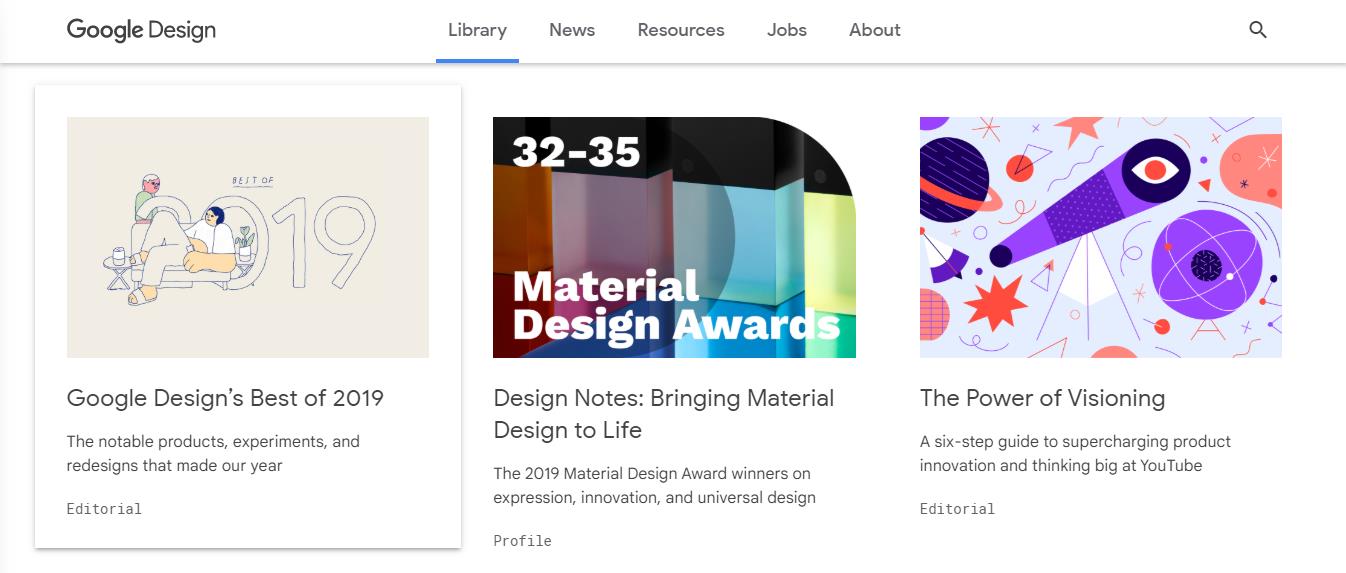 Google Design
Library
News
Resources
Jobs
About
BEST OF
2019
Google Design’s Best of 2019
The notable products, experiments, and
redesigns that made our year
Editorial
32-35
Material
Design Awards
Design Notes: Bringing Material
Design to Life
The 2019 Material Design Award winners on
expression, innovation, and universal design
Profile
The Power of Visioning
A six-step guide to supercharging product
innovation and thinking big at YouTube
Editorial